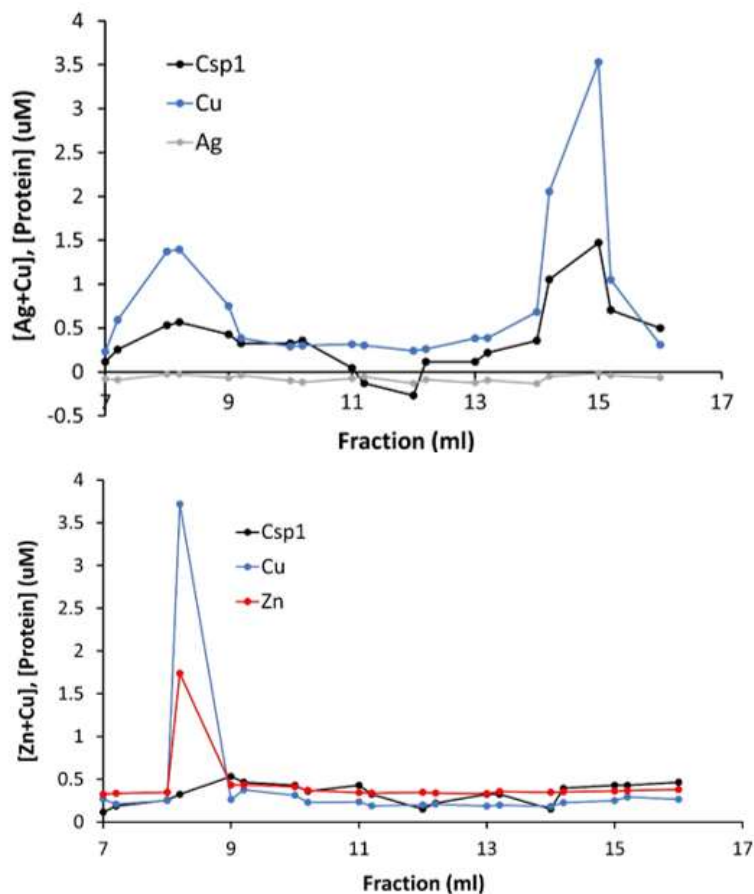 4
3.5
3
2.5
2
1.5
1
0.5
0
-0.5
[Ag+Cu], [Protein] (uM)
Csp1
Cu
Ag
7 9 11 13 15 17
Fraction (ml)
4
3.5
3
2.5
2
1.5
1
0.5
0
[Zn+Cu], [Protein] (uM)
Csp1
Cu
Zn
7 9 11 13 15 17
Fraction (ml)